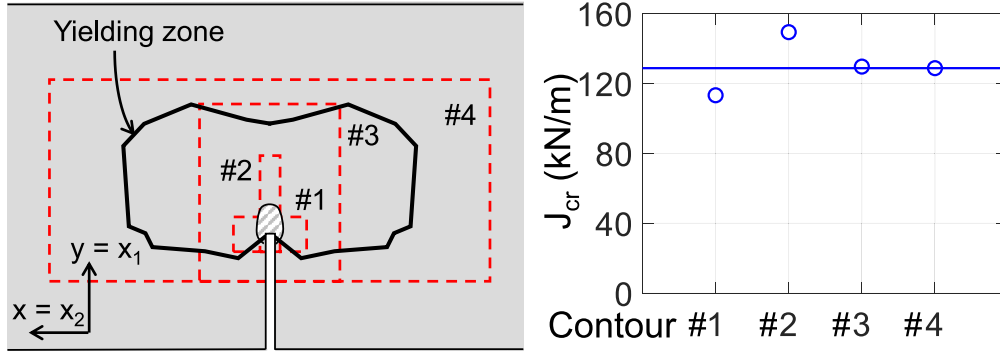 Yielding zone
#4
#3
#2
#1
y = x₁
x = x₂
160
120
80
40
0
J_cr (kN/m)
Contour #1 #2 #3 #4